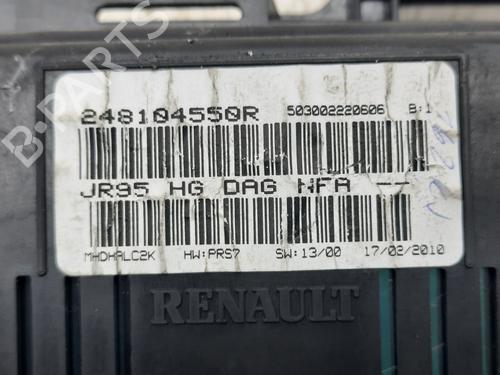 248104550R 503002220606 B:1
JR95 HG DAG NFA --
MHDHALC2K HW:PRS7 SW:13/00 17/02/2010
RENAULT
B-PARTS